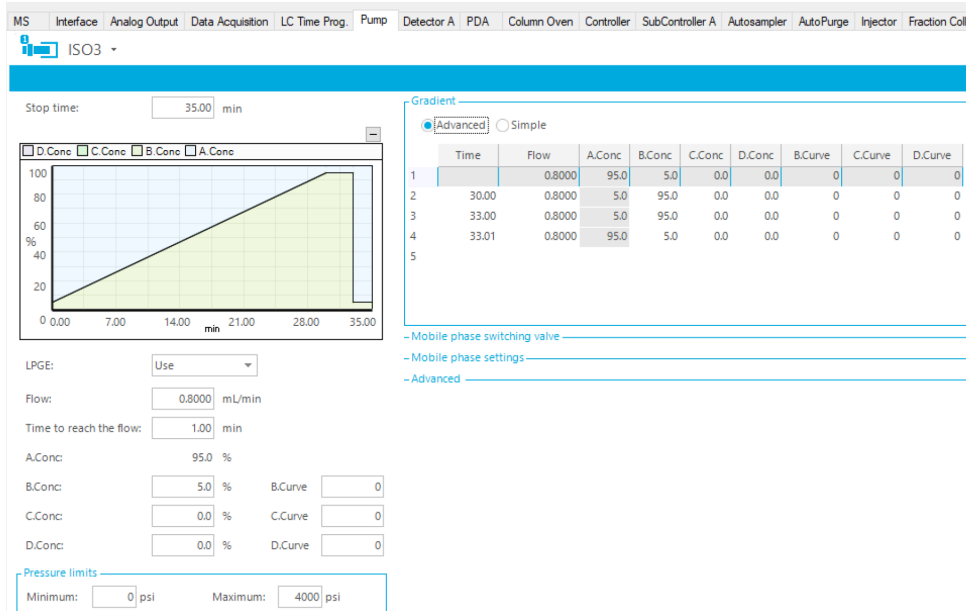 MS Interface Analog Output Data Acquisition LC Time Prog. Pump Detector A PDA Column Oven Controller SubController A Autosampler AutoPurge Injector Fraction Coll
1
ISO3
Stop time: 35.00 min
D.Conc C.Conc B.Conc A.Conc
100
80
60
%
40
20
0 0.00 7.00 14.00 21.00 28.00 35.00
min
LPGE: Use
Flow: 0.8000 mL/min
Time to reach the flow: 1.00 min
A.Conc: 95.0 %
B.Conc: 5.0 % B.Curve 0
C.Conc: 0.0 % C.Curve 0
D.Conc: 0.0 % D.Curve 0
Pressure limits
Minimum: 0 psi Maximum: 4000 psi
Gradient
Advanced Simple
Time Flow A.Conc B.Conc C.Conc D.Conc B.Curve C.Curve D.Curve
1 0.8000 95.0 5.0 0.0 0.0 0 0 0
2 30.00 0.8000 5.0 95.0 0.0 0.0 0 0 0
3 33.00 0.8000 5.0 95.0 0.0 0.0 0 0 0
4 33.01 0.8000 95.0 5.0 0.0 0.0 0 0 0
5
Mobile phase switching valve
Mobile phase settings
Advanced